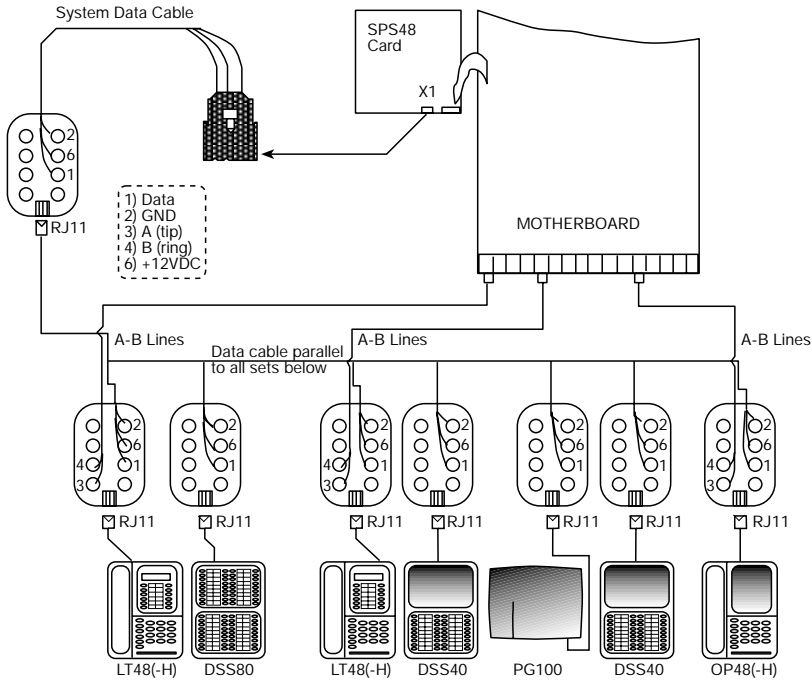 System Data Cable
SPS48
Card
X1
2
6
1
RJ11
1) Data
2) GND
3) A (tip)
4) B (ring)
6) +12VDC
MOTHERBOARD
A-B Lines
Data cable parallel
to all sets below
A-B Lines
A-B Lines
2
6
4 1
3
2
6
1
2
6
4 1
3
2
6
1
2
6
1
2
6
1
2
6
4 1
3
RJ11
RJ11
RJ11
RJ11
RJ11
RJ11
RJ11
LT48(-H)
DSS80
LT48(-H)
DSS40
PG100
DSS40
OP48(-H)